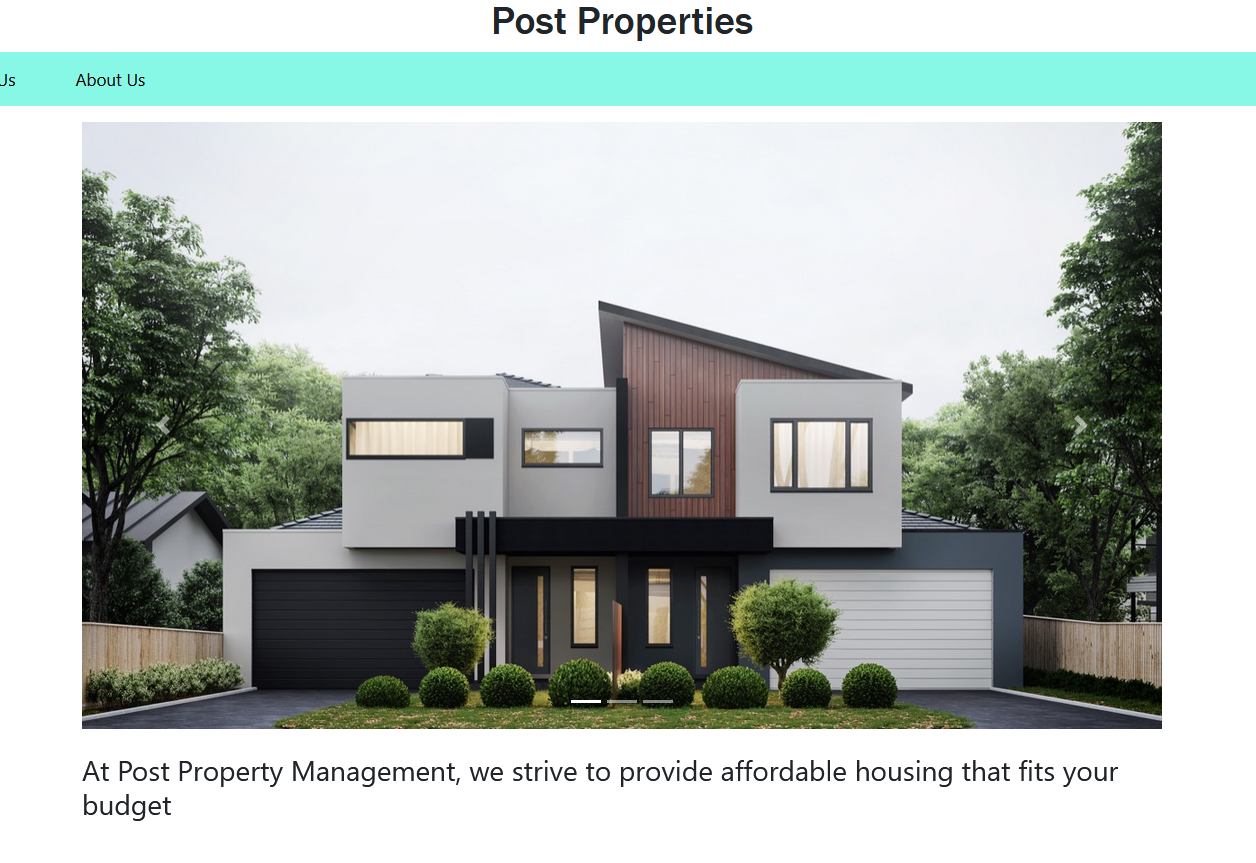 Post Properties
Us About Us
At Post Property Management, we strive to provide affordable housing that fits your
budget